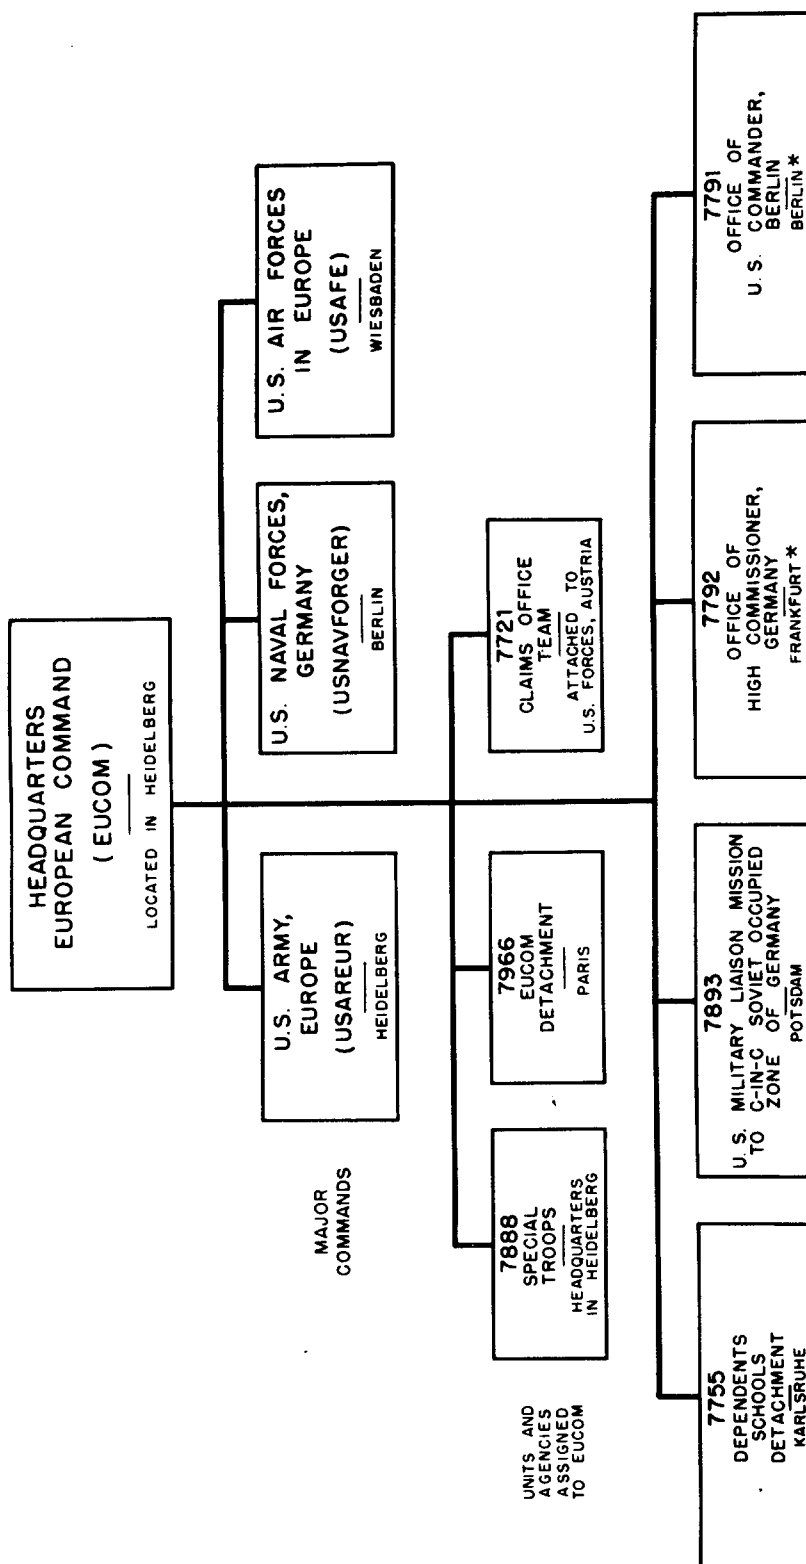 HEADQUARTERS
EUROPEAN COMMAND
(EUCOM)
LOCATED IN HEIDELBERG
MAJOR
COMMANDS
U.S. ARMY,
EUROPE
(USAREUR)
HEIDELBERG
U.S. NAVAL FORCES,
GERMANY
(USNAVFORGER)
BERLIN
U.S. AIR FORCES
IN EUROPE
(USAFE)
WIESBADEN
UNITS AND
AGENCIES
ASSIGNED
TO EUCOM
7888
SPECIAL
TROOPS
HEADQUARTERS
IN HEIDELBERG
7966
EUCOM
DETACHMENT
PARIS
7721
CLAIMS OFFICE
TEAM
ATTACHED TO
U.S. FORCES, AUSTRIA
7755
DEPENDENTS
SCHOOLS
DETACHMENT
KARLSRUHE
7893
U.S. MILITARY LIAISON MISSION
TO C-IN-C SOVIET OCCUPIED
ZONE OF GERMANY
POTSDAM
7792
OFFICE OF
HIGH COMMISSIONER,
GERMANY
FRANKFURT*
7791
OFFICE OF
U.S. COMMANDER,
BERLIN
BERLIN*